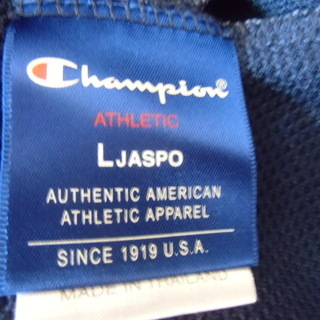 Champion
ATHLETIC
L JASPO
AUTHENTIC AMERICAN
ATHLETIC APPAREL
SINCE 1919 U.S.A.
MADE IN THAILAND